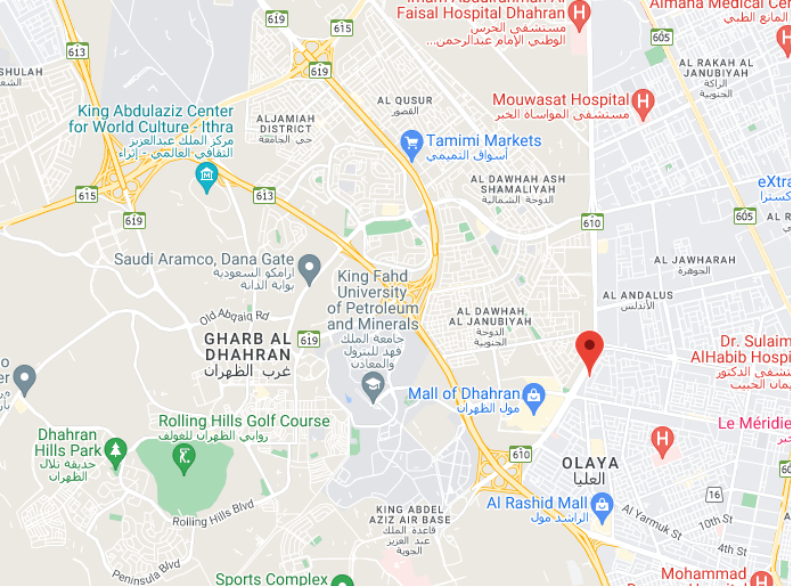 Imam Abdulrahman Al
Faisal Hospital Dhahran
مستشفى الحرس
الوطني الإمام عبدالرحمن...
Almana Medical Cen
المانع الطبي
619
615
613
619
605
SHULAH
AL RAKAH AL
JANUBIYAH
الراكة
الجنوبية
King Abdulaziz Center
for World Culture - Ithra
مركز الملك عبدالعزيز
الثقافي العالمي - إثراء
ALJAMIAH
DISTRICT
حي الجامعة
AL QUSUR
القصور
Mouwasat Hospital
مستشفى المواساة الخبر
Tamimi Markets
أسواق التميمي
AL DAWHAH ASH
SHAMALIYAH
الدوحة الشمالية
eXtra
615
619
613
610
605
AL R
Saudi Aramco, Dana Gate
أرامكو السعودية
بوابة الدانة
King Fahd
University
of Petroleum
and Minerals
جامعة الملك
فهد للبترول
والمعادن
AL JAWHARAH
الجوهرة
AL ANDALUS
الأندلس
AL DAWHAH
AL JANUBIYAH
الدوحة
الجنوبية
Old Abqaiq Rd
GHARB AL
DHAHRAN
غرب الظهران
619
Dr. Sulaim
AlHabib Hospi
مستشفى الدكتور
Mall of Dhahran
مول الظهران
Rolling Hills Golf Course
روابي الظهران للغولف
Dhahran
Hills Park
حديقة تلال
الظهران
Le Méridie
610
OLAYA
العليا
60
16
Al Rashid Mall
الراشد مول
KING ABDEL
AZIZ AIR BASE
قاعدة الملك
عبد العزيز
الجوية
Rolling Hills Blvd
Al Yarmuk St
10th St
4th St
Peninsula Blvd
Sports Complex
Mohammad